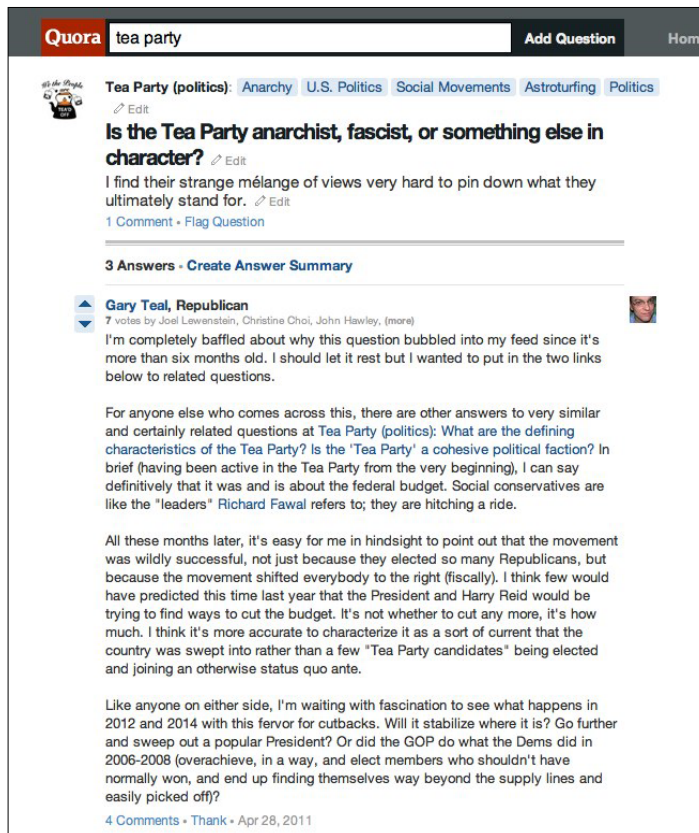 Quora tea party Add Question Hom
We the People
TEA'D
OFF
Tea Party (politics): Anarchy U.S. Politics Social Movements Astroturfing Politics
Edit
Is the Tea Party anarchist, fascist, or something else in
character? Edit
I find their strange mélange of views very hard to pin down what they
ultimately stand for. Edit
1 Comment • Flag Question
3 Answers • Create Answer Summary
Gary Teal, Republican
7 votes by Joel Lewenstein, Christine Choi, John Hawley, (more)
I'm completely baffled about why this question bubbled into my feed since it's
more than six months old. I should let it rest but I wanted to put in the two links
below to related questions.
For anyone else who comes across this, there are other answers to very similar
and certainly related questions at Tea Party (politics): What are the defining
characteristics of the Tea Party? Is the 'Tea Party' a cohesive political faction? In
brief (having been active in the Tea Party from the very beginning), I can say
definitively that it was and is about the federal budget. Social conservatives are
like the "leaders" Richard Fawal refers to; they are hitching a ride.
All these months later, it's easy for me in hindsight to point out that the movement
was wildly successful, not just because they elected so many Republicans, but
because the movement shifted everybody to the right (fiscally). I think few would
have predicted this time last year that the President and Harry Reid would be
trying to find ways to cut the budget. It's not whether to cut any more, it's how
much. I think it's more accurate to characterize it as a sort of current that the
country was swept into rather than a few "Tea Party candidates" being elected
and joining an otherwise status quo ante.
Like anyone on either side, I'm waiting with fascination to see what happens in
2012 and 2014 with this fervor for cutbacks. Will it stabilize where it is? Go further
and sweep out a popular President? Or did the GOP do what the Dems did in
2006-2008 (overachieve, in a way, and elect members who shouldn't have
normally won, and end up finding themselves way beyond the supply lines and
easily picked off)?
4 Comments • Thank • Apr 28, 2011